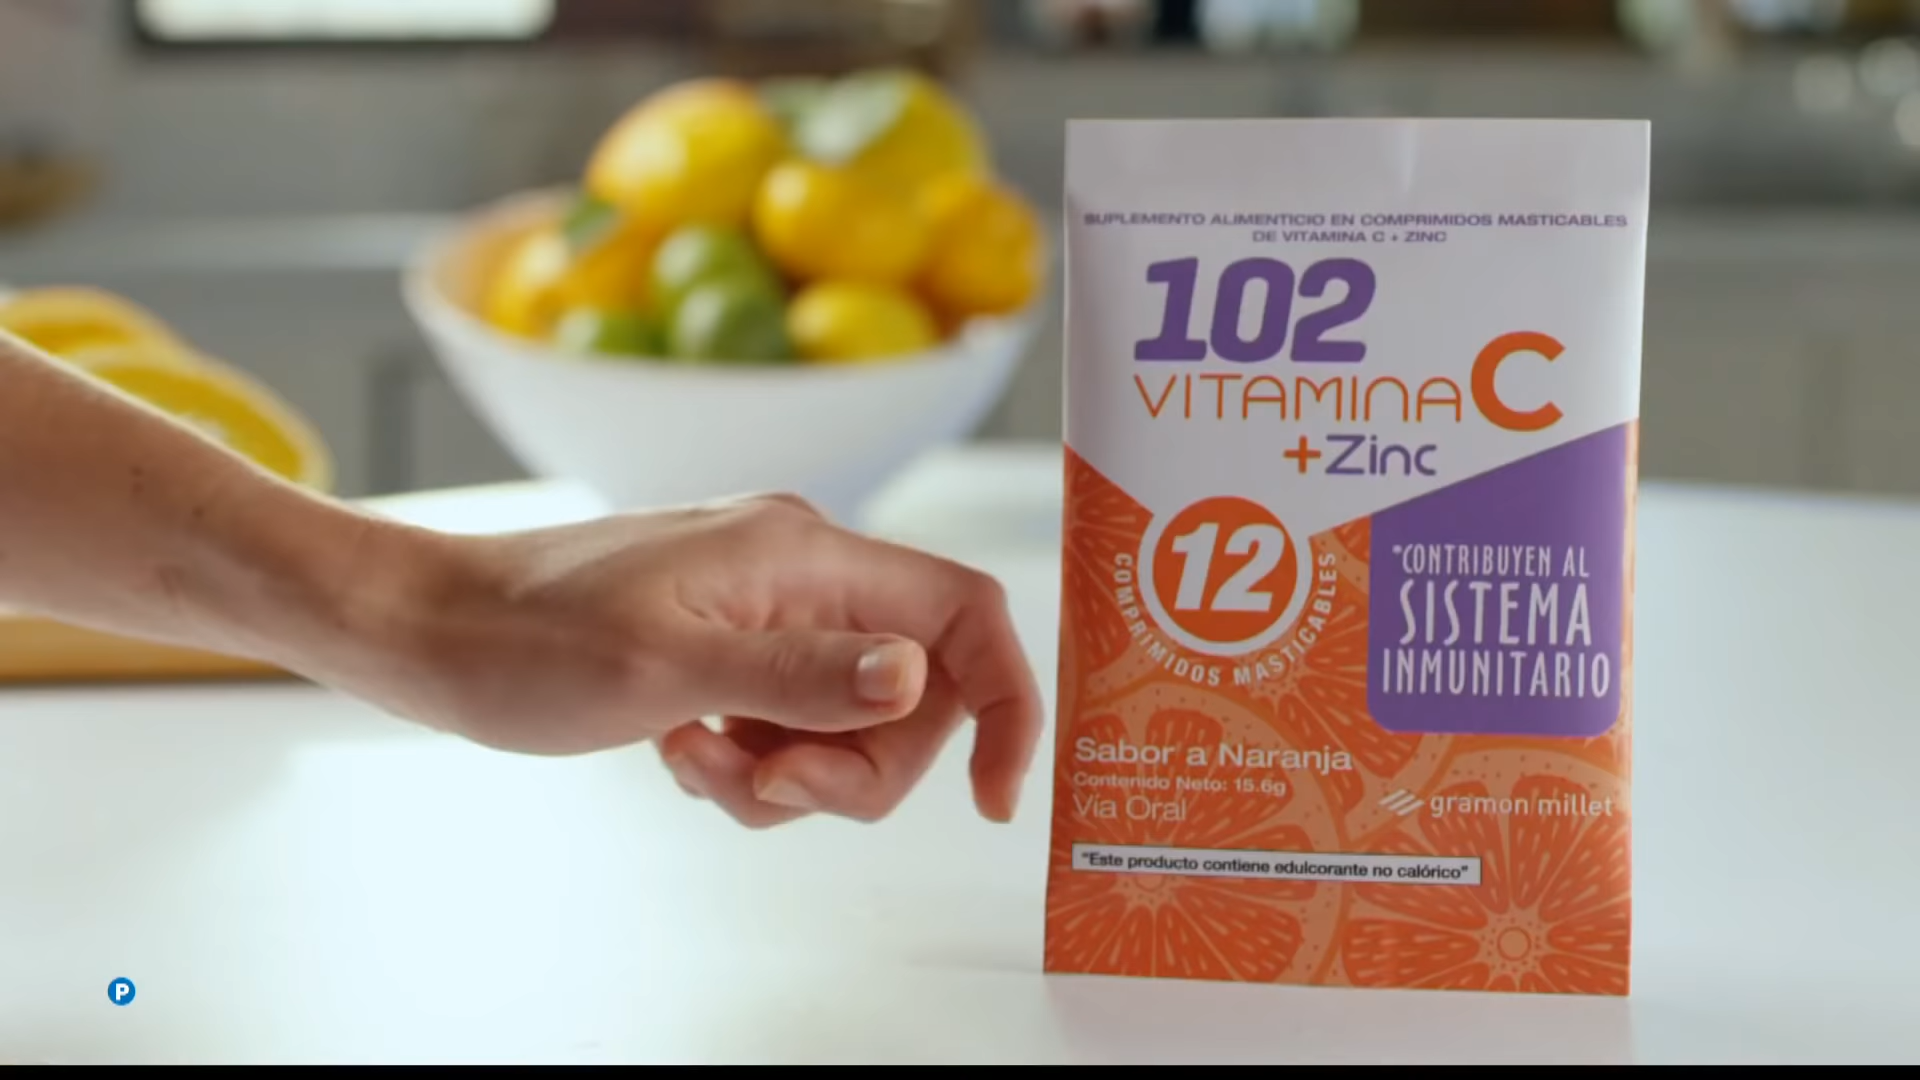 SUPLEMENTO ALIMENTICIO EN COMPRIMIDOS MASTICABLES
DE VITAMINA C + ZINC
102
VITAMINA C
+Zinc
12
COMPRIMIDOS MASTICABLES
*CONTRIBUYEN AL
SISTEMA
INMUNITARIO
Sabor a Naranja
Contenido Neto: 15.6g
Vía Oral
gramon millet
"Este producto contiene edulcorante no calórico"
P